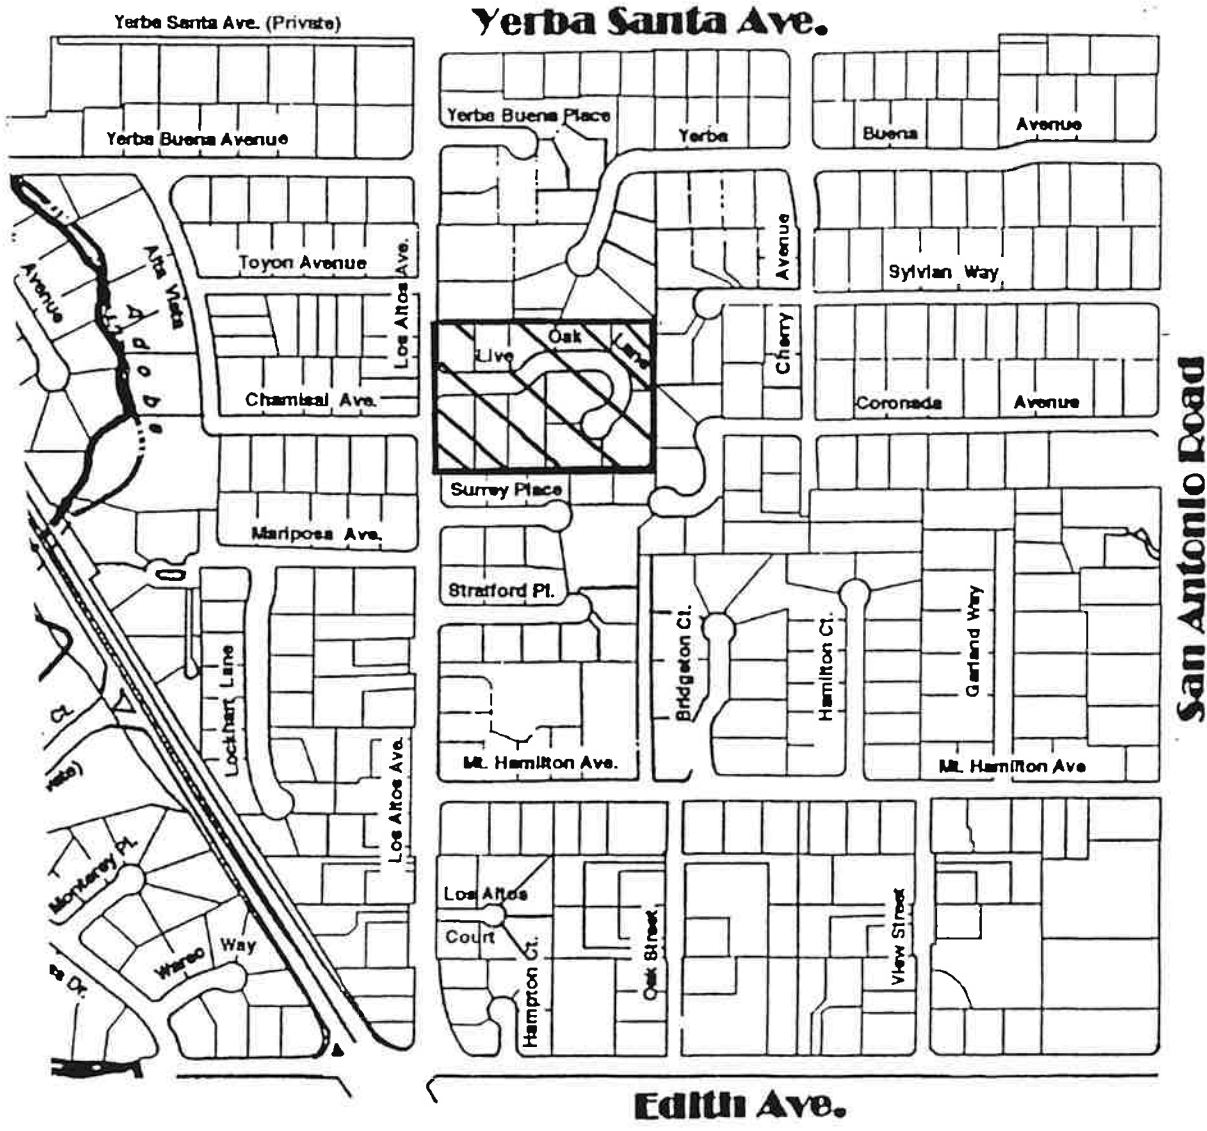 Yerba Santa Ave. (Private)
Yerba Santa Ave.
Yerba Buena Avenue
Yerba Buena Place
Yerba
Buena
Avenue
Alta Vista
Avenue
Adobe
Toyon Avenue
Los Altos Ave.
Avenue
Cherry
Sylvian Way
Live
Oak
Lane
Chamisal Ave.
Coronada
Avenue
San Antonio Road
Surrey Place
Mariposa Ave.
Stratford Pl.
Lockhart Lane
Bridgeton Ct.
Hamilton Ct.
Garland Way
Ct.
Los Altos Ave.
Mt. Hamilton Ave.
Mt. Hamilton Ave
Monterey Pl.
Los Altos
Court
Hampton Ct.
Oak Street
View Street
Way
Dr.
Edith Ave.